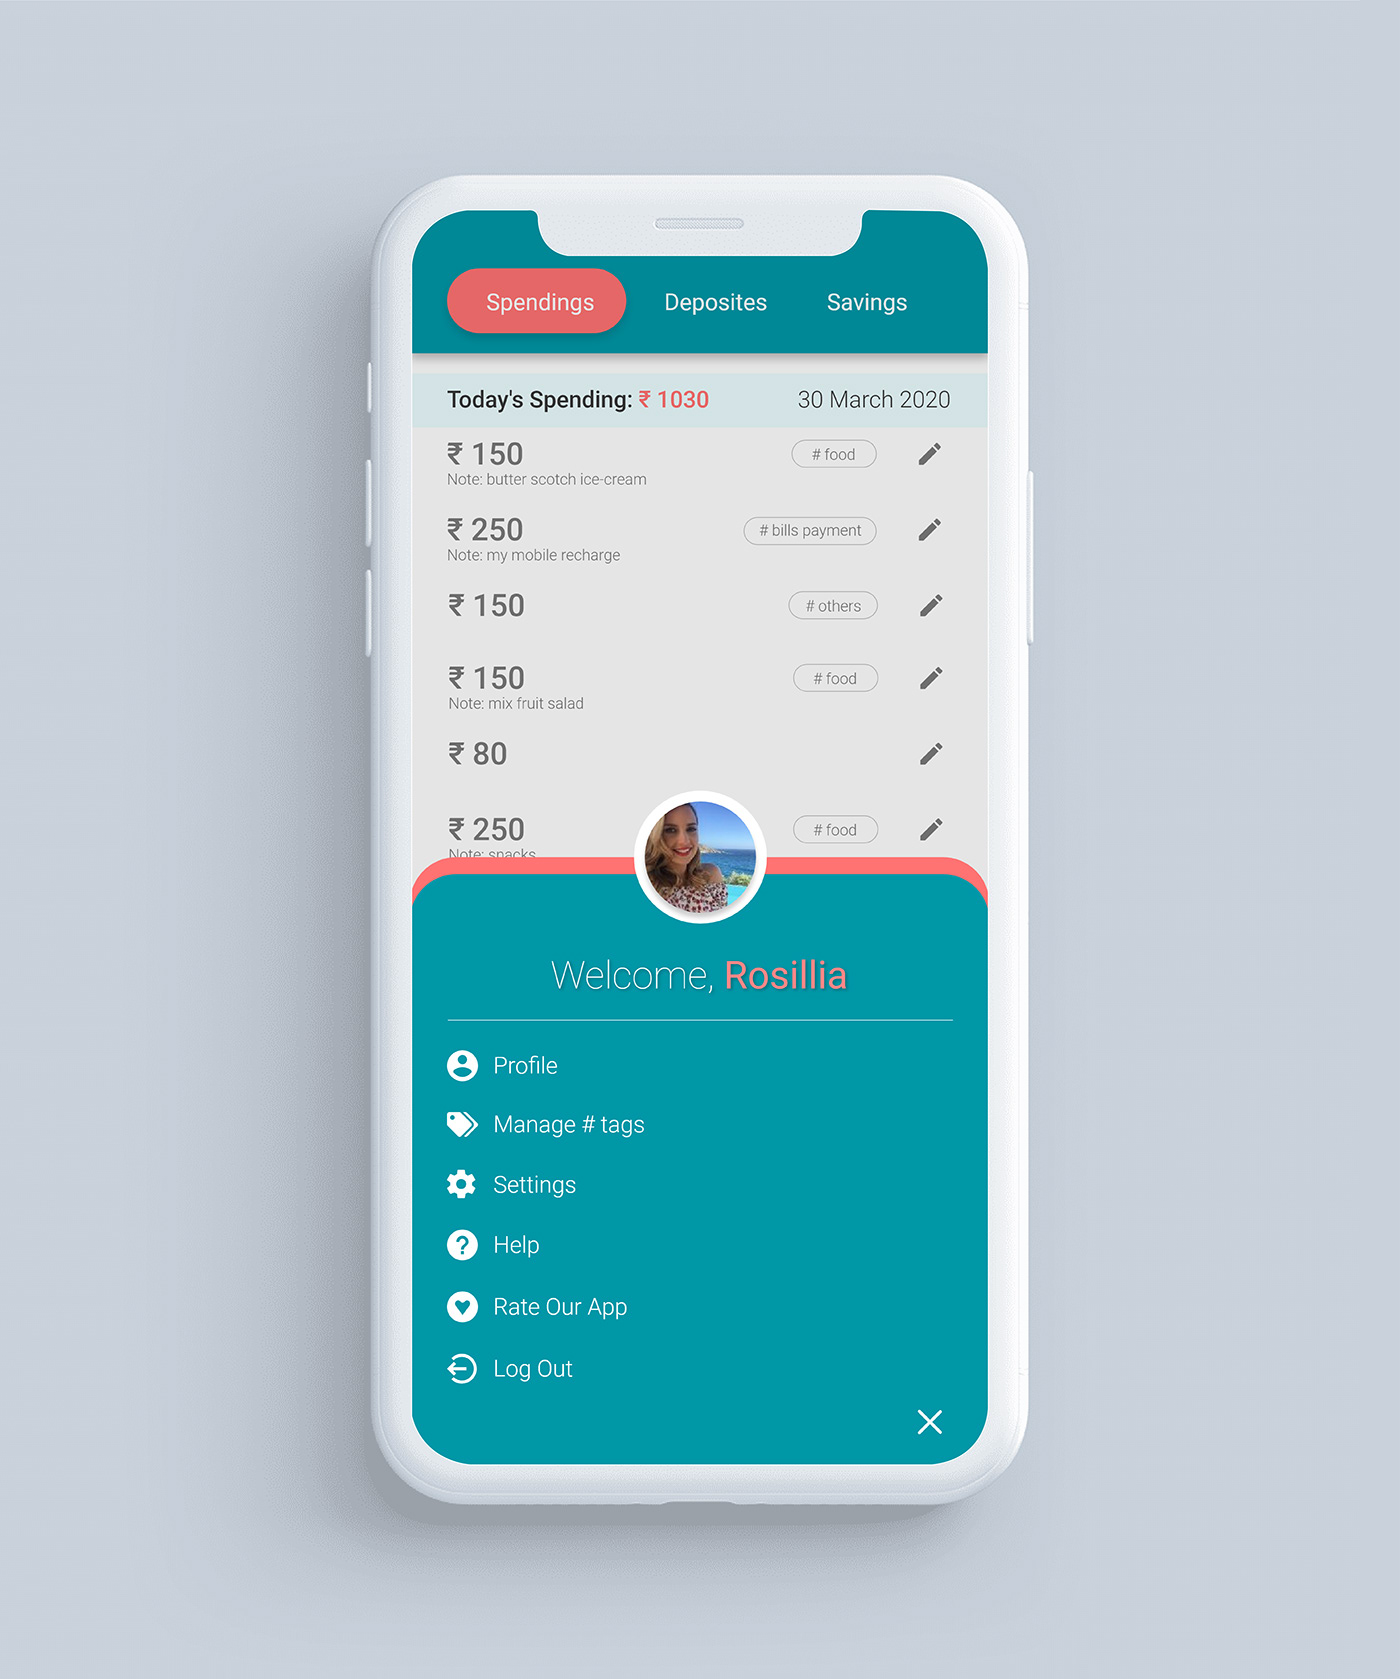 Spendings Deposites Savings
Today's Spending: ₹ 1030 30 March 2020
₹ 150 # food
Note: butter scotch ice-cream
₹ 250 # bills payment
Note: my mobile recharge
₹ 150 # others
₹ 150 # food
Note: mix fruit salad
₹ 80
₹ 250 # food
Note: snacks
Welcome, Rosillia
Profile
Manage # tags
Settings
Help
Rate Our App
Log Out